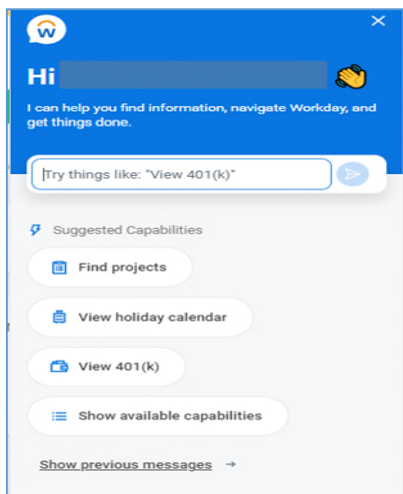 Hi
I can help you find information, navigate Workday, and
get things done.
Try things like: "View 401(k)"
Suggested Capabilities
Find projects
View holiday calendar
View 401(k)
Show available capabilities
Show previous messages →